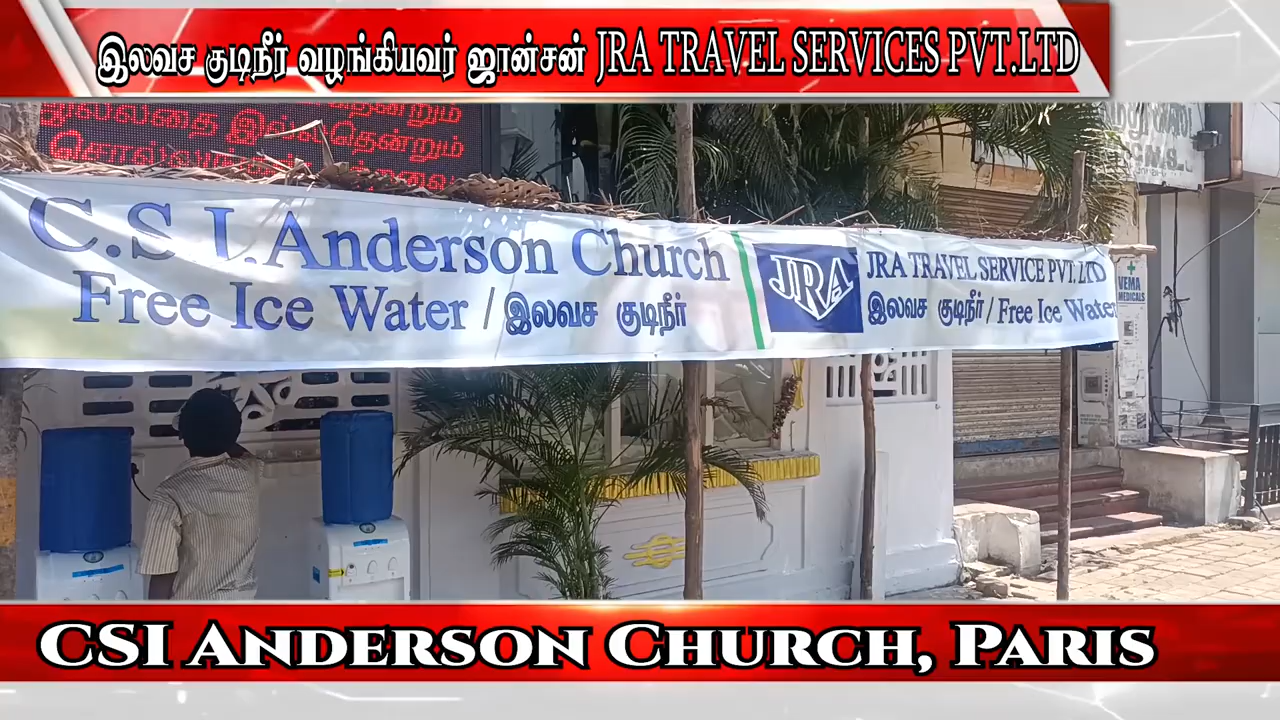 இலவச குடிநீர் வழங்கியவர் ஜான்சன் JRA TRAVEL SERVICES PVT.LTD
C.S I.Anderson Church
Free Ice Water / இலவச குடிநீர்
JRA
JRA TRAVEL SERVICE PVT. LTD
இலவச குடிநீர் / Free Ice Water
VEMA
MEDICALS
CSI ANDERSON CHURCH, PARIS